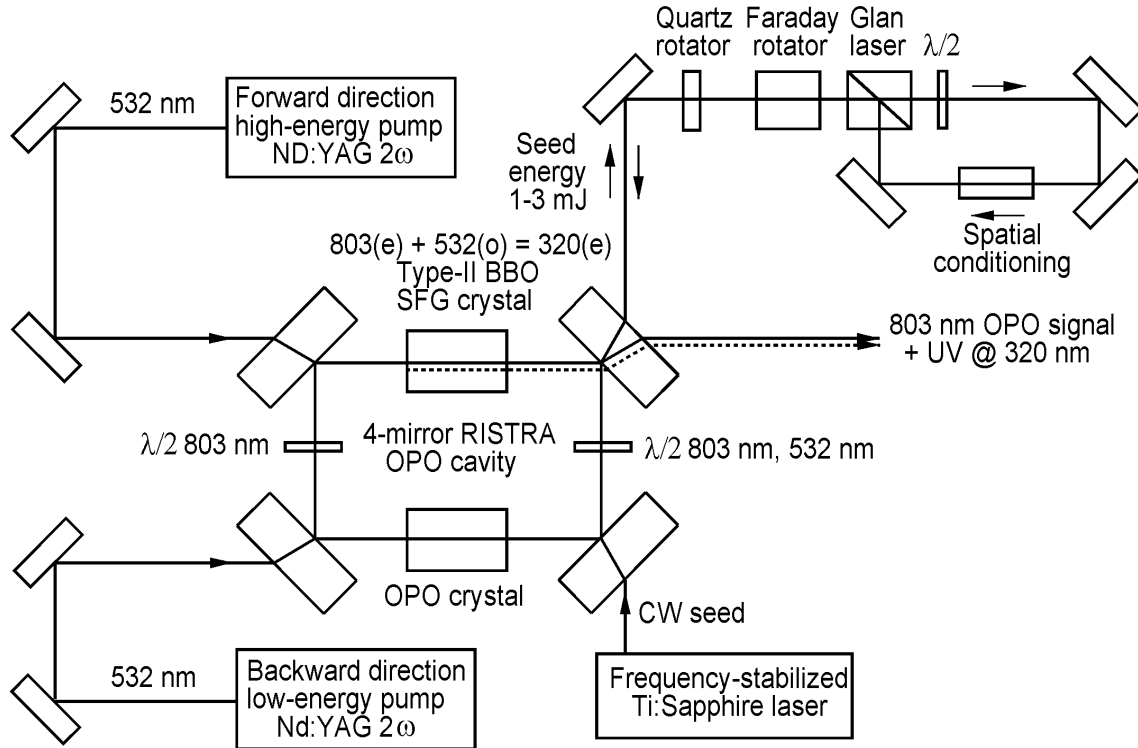 Quartz
rotator
Faraday
rotator
Glan
laser
λ/2
532 nm
Forward direction
high-energy pump
ND:YAG 2ω
Seed
energy
1-3 mJ
Spatial
conditioning
803(e) + 532(o) = 320(e)
Type-II BBO
SFG crystal
803 nm OPO signal
+ UV @ 320 nm
λ/2 803 nm
4-mirror RISTRA
OPO cavity
λ/2 803 nm, 532 nm
OPO crystal
CW seed
532 nm
Backward direction
low-energy pump
Nd:YAG 2ω
Frequency-stabilized
Ti:Sapphire laser